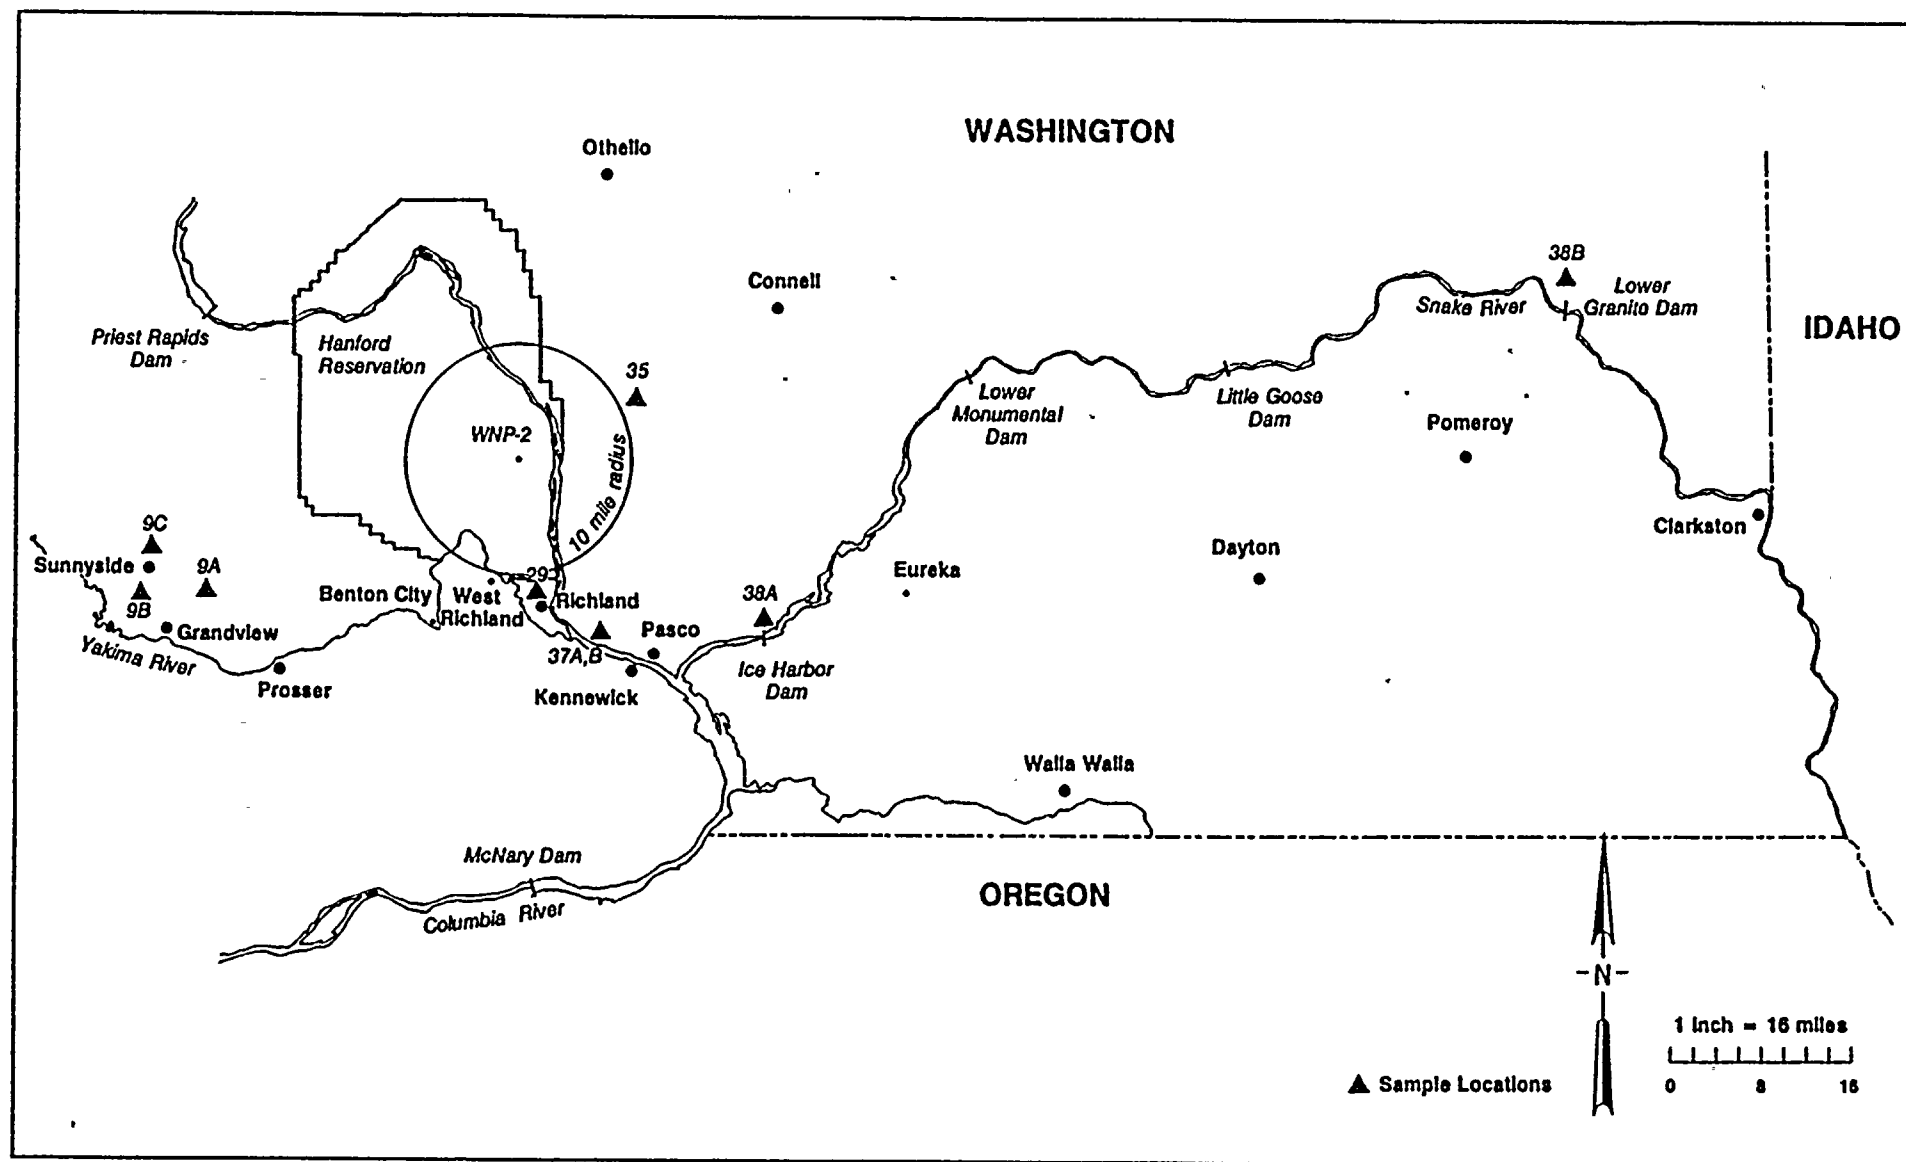 WASHINGTON
Othello
Connell
38B
Lower
Granite Dam
Snake River
IDAHO
Priest Rapids
Dam
Hanford
Reservation
35
WNP-2
10 mile radius
Lower
Monumental
Dam
Little Goose
Dam
Pomeroy
Clarkston
9C
Sunnyside
9A
9B
Grandview
Yakima River
Prosser
Benton City
West
Richland
29
Richland
37A,B
Pasco
Kennewick
38A
Ice Harbor
Dam
Eureka
Dayton
Walla Walla
McNary Dam
Columbia River
OREGON
N
1 inch = 16 miles
0 8 16
Sample Locations